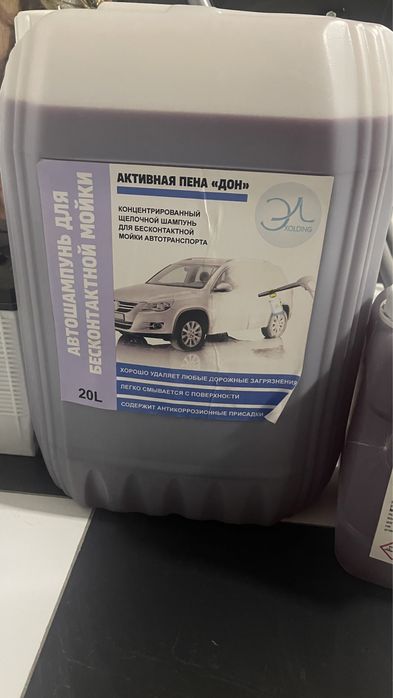 АКТИВНАЯ ПЕНА «ДОН»
КОНЦЕНТРИРОВАННЫЙ
ЩЕЛОЧНОЙ ШАМПУНЬ
ДЛЯ БЕСКОНТАКТНОЙ
МОЙКИ АВТОТРАНСПОРТА
ЭЛ
XOLDING
АВТОШАМПУНЬ ДЛЯ
БЕСКОНТАКТНОЙ МОЙКИ
20L
ХОРОШО УДАЛЯЕТ ЛЮБЫЕ ДОРОЖНЫЕ ЗАГРЯЗНЕНИЯ
ЛЕГКО СМЫВАЕТСЯ С ПОВЕРХНОСТИ
СОДЕРЖИТ АНТИКОРРОЗИОННЫЕ ПРИСАДКИ